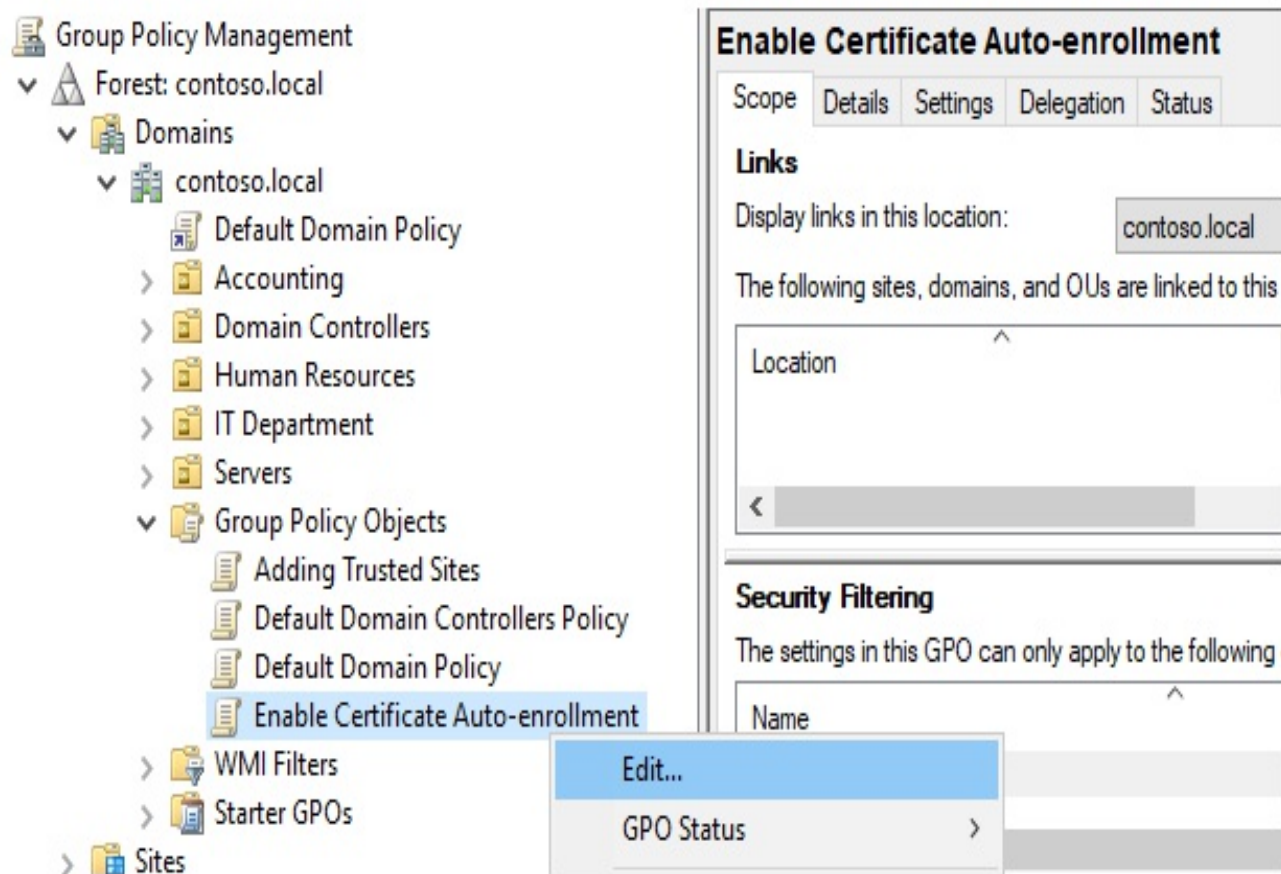 Group Policy Management
Forest: contoso.local
Domains
contoso.local
Default Domain Policy
Accounting
Domain Controllers
Human Resources
IT Department
Servers
Group Policy Objects
Adding Trusted Sites
Default Domain Controllers Policy
Default Domain Policy
Enable Certificate Auto-enrollment
WMI Filters
Starter GPOs
Sites
Enable Certificate Auto-enrollment
Scope Details Settings Delegation Status
Links
Display links in this location: contoso.local
The following sites, domains, and OUs are linked to this
Location
Security Filtering
The settings in this GPO can only apply to the following
Name
Edit...
GPO Status